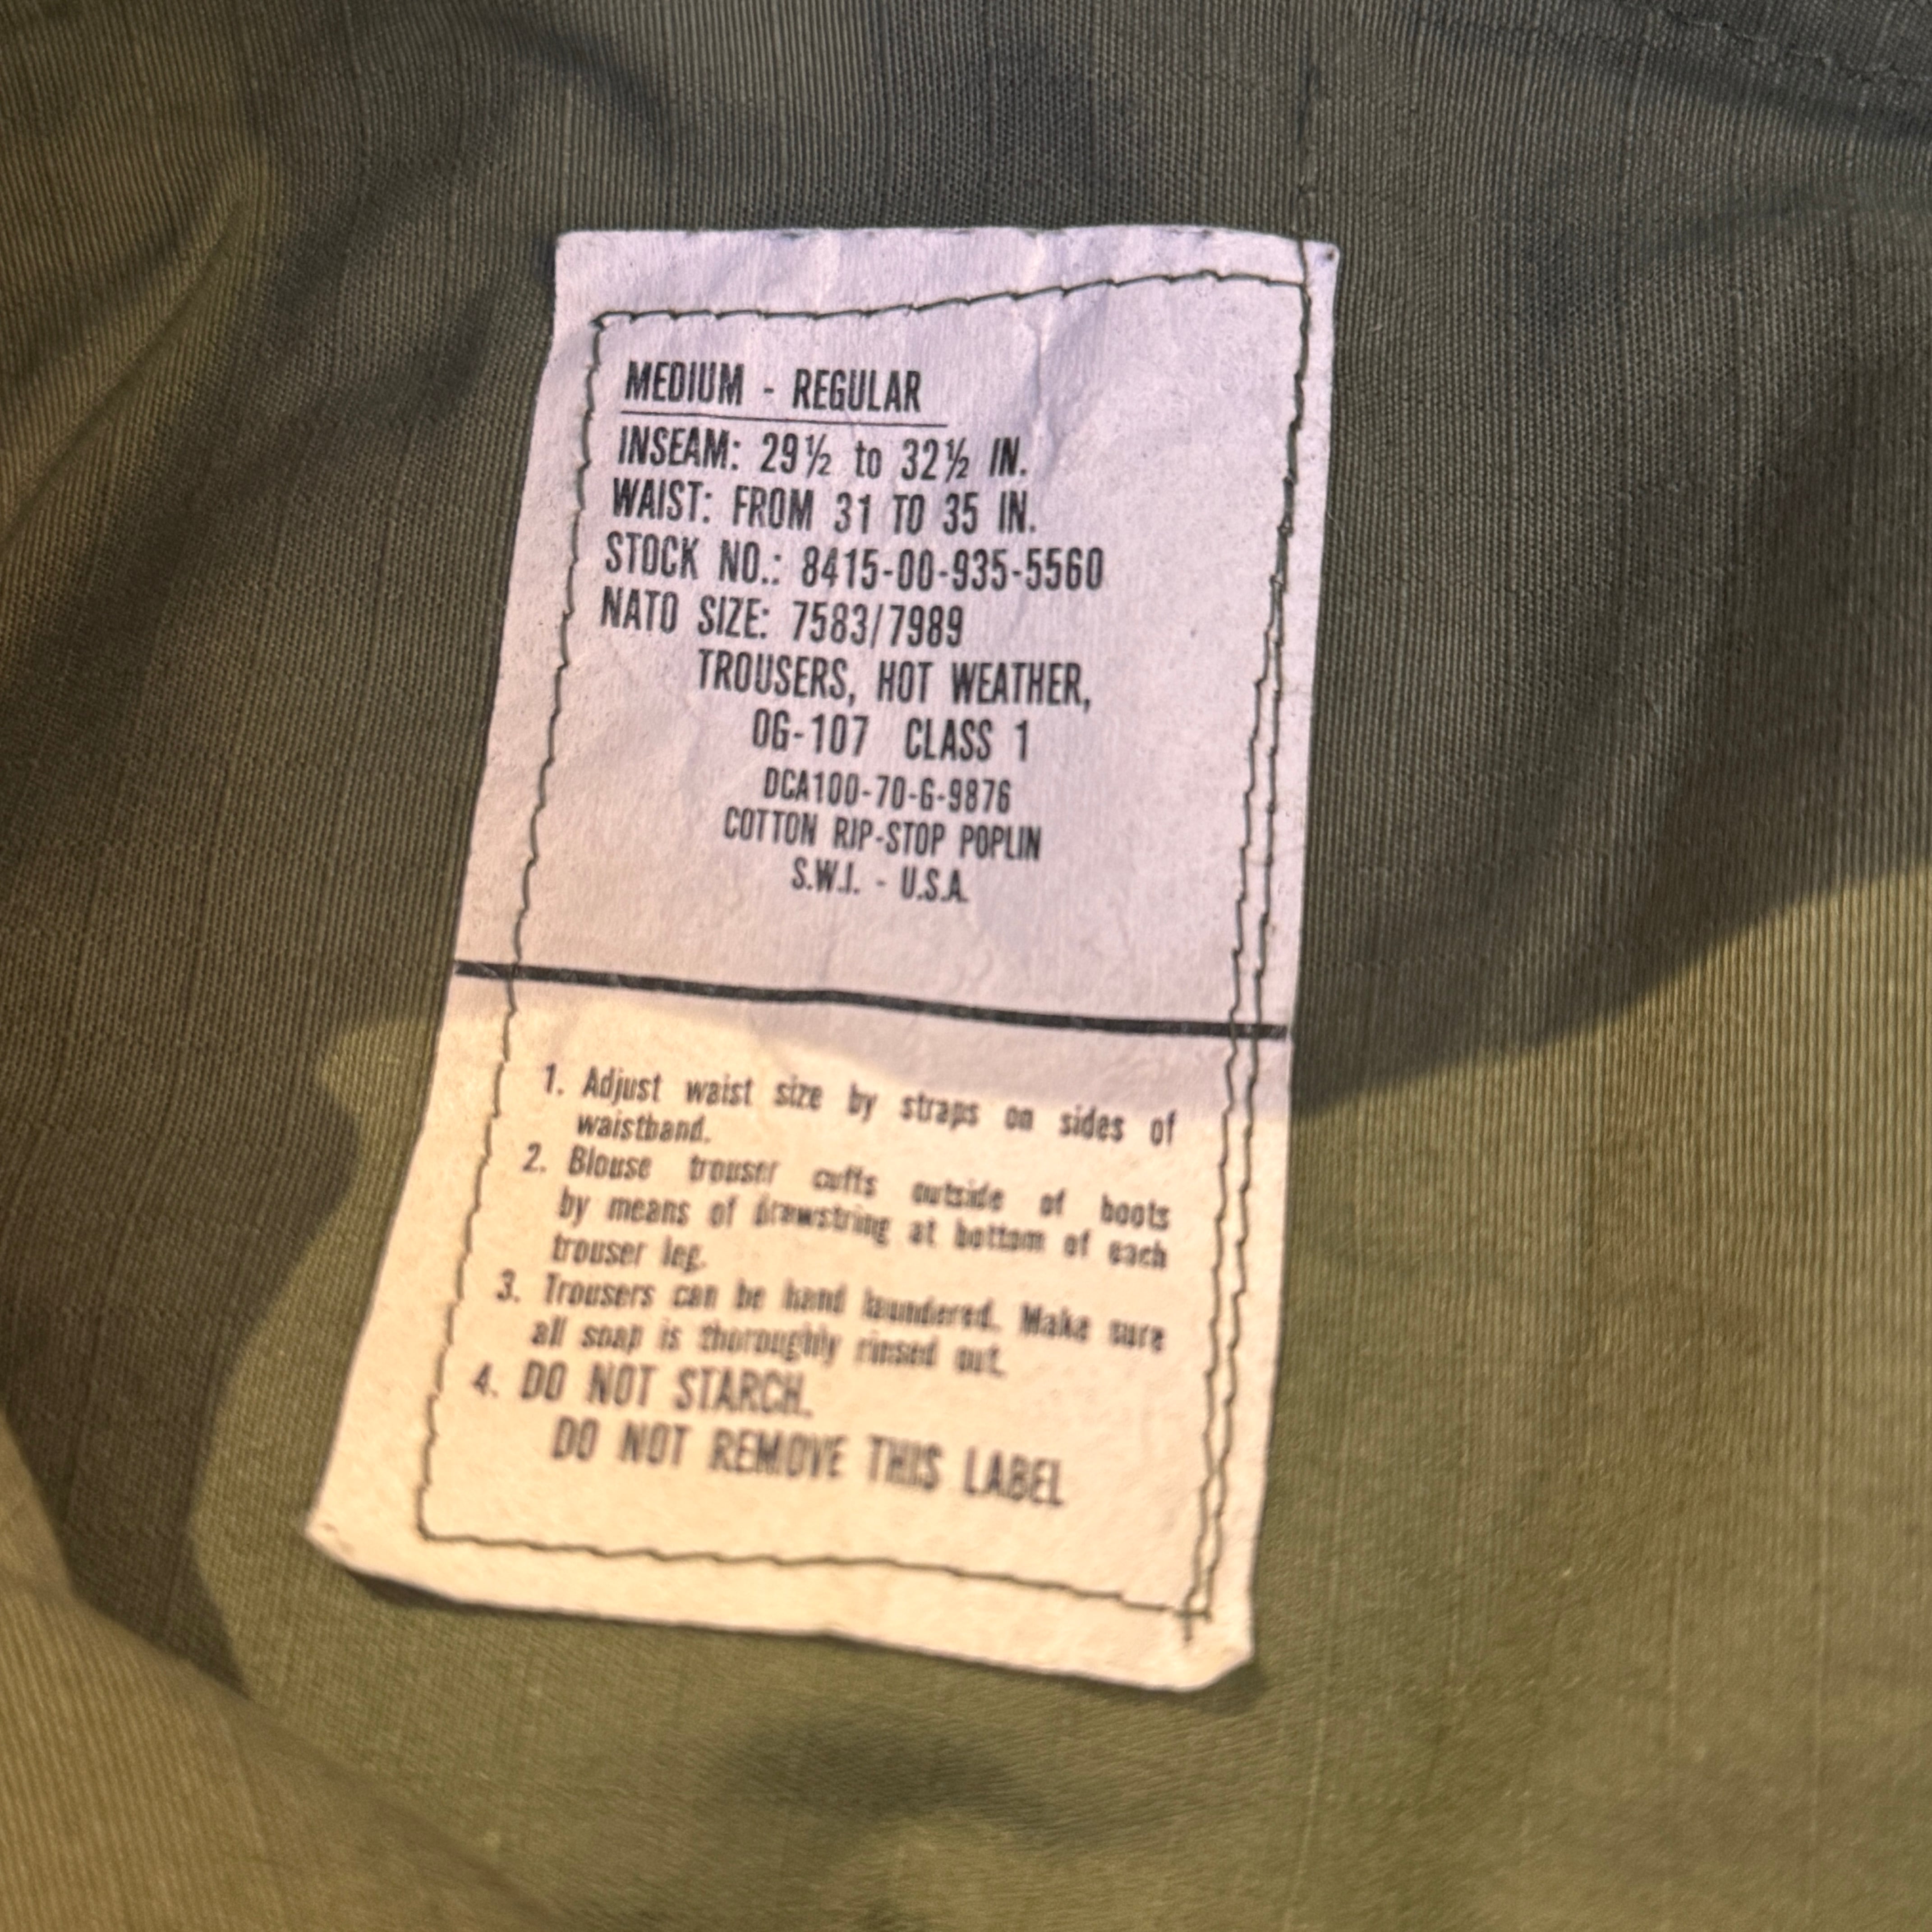 MEDIUM - REGULAR
INSEAM: 29½ to 32½ IN.
WAIST: FROM 31 TO 35 IN.
STOCK NO.: 8415-00-935-5560
NATO SIZE: 7583/7989
TROUSERS, HOT WEATHER,
OG-107 CLASS 1
DCA100-70-G-9876
COTTON RIP-STOP POPLIN
S.W.I. - U.S.A.
1. Adjust waist size by straps on sides of
waistband.
2. Blouse trouser cuffs outside of boots
by means of drawstring at bottom of each
trouser leg.
3. Trousers can be hand laundered. Make sure
all soap is thoroughly rinsed out.
4. DO NOT STARCH.
DO NOT REMOVE THIS LABEL